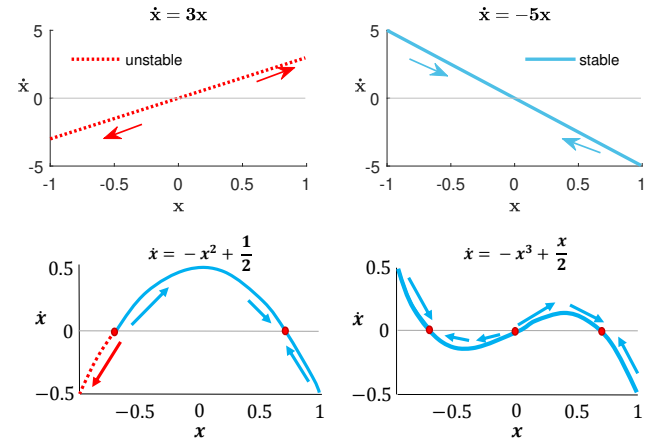 ẋ = 3x
5
unstable
ẋ
0
-5
-1
-0.5
0
0.5
1
x
ẋ = −5x
5
stable
ẋ
0
-5
-1
-0.5
0
0.5
1
x
ẋ = − x² + 1/2
0.5
ẋ
0
−0.5
−0.5
0
0.5
1
x
ẋ = − x³ + x/2
0.5
ẋ
0
−0.5
−0.5
0
0.5
1
x